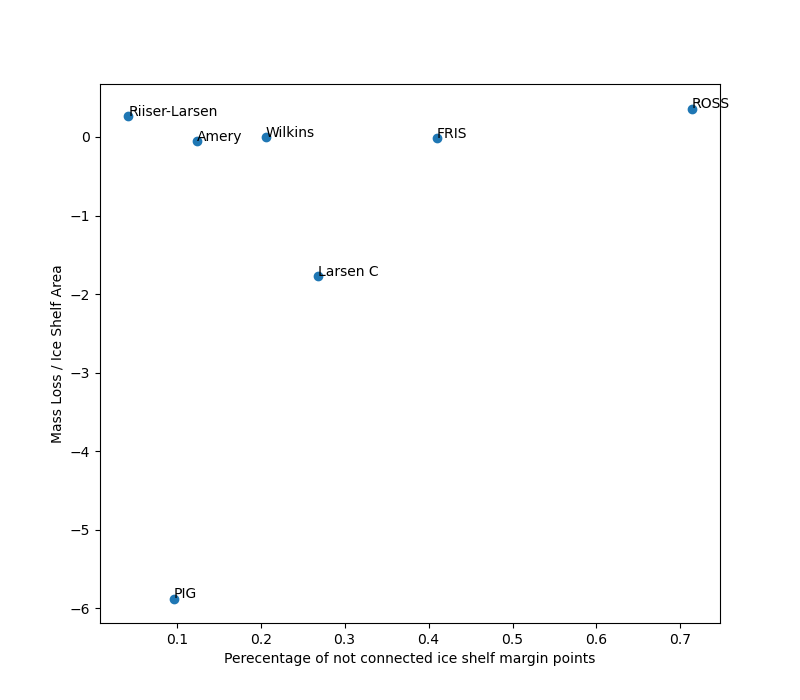 ROSS
Riiser-Larsen
Amery
Wilkins
FRIS
Larsen C
PIG
0
−1
−2
−3
−4
−5
−6
Mass Loss / Ice Shelf Area
0.1 0.2 0.3 0.4 0.5 0.6 0.7
Perecentage of not connected ice shelf margin points